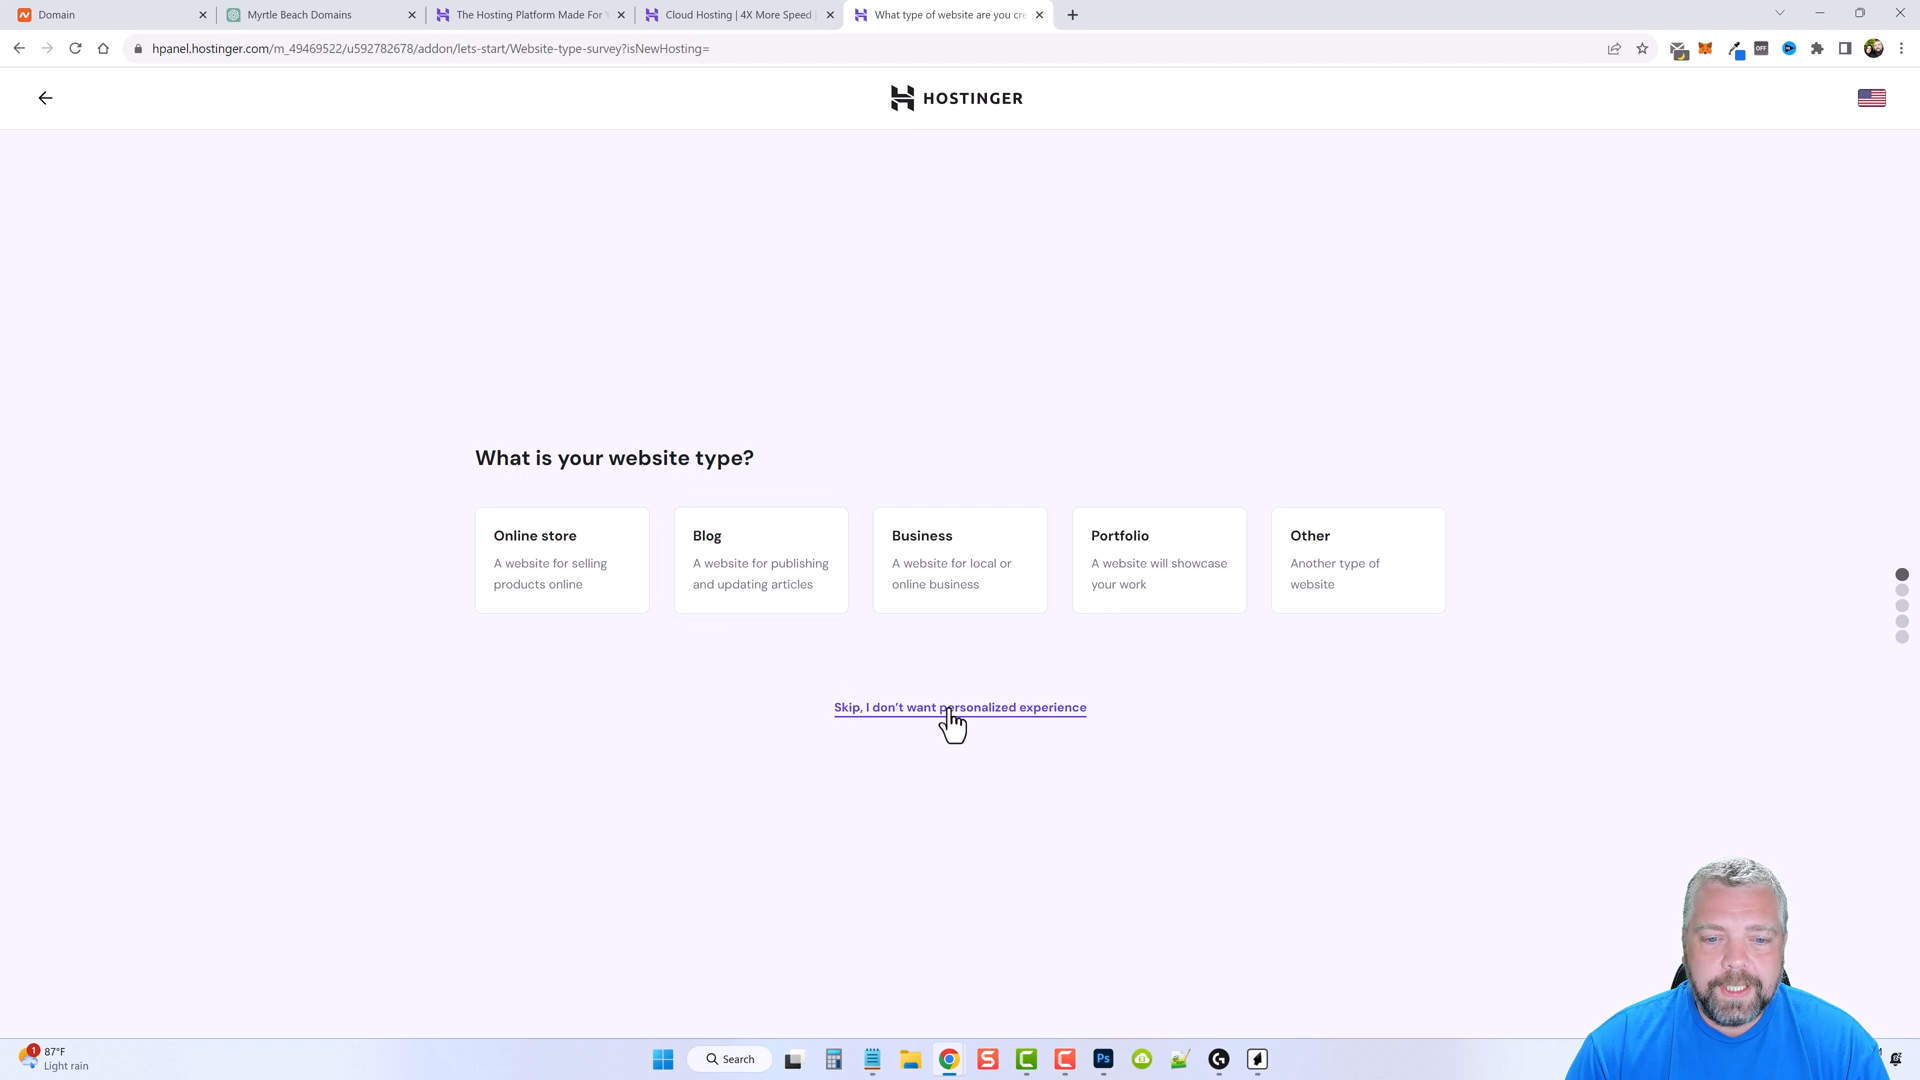 Domain
Myrtle Beach Domains
The Hosting Platform Made For
Cloud Hosting | 4X More Speed
What type of website are you cre
hpanel.hostinger.com/m_49469522/u592782678/addon/lets-start/Website-type-survey?isNewHosting=
OFF
HOSTINGER
What is your website type?
Online store
A website for selling
products online
Blog
A website for publishing
and updating articles
Business
A website for local or
online business
Portfolio
A website will showcase
your work
Other
Another type of
website
Skip, I don't want personalized experience
1
87°F
Light rain
Search
S
C
C
Ps
G